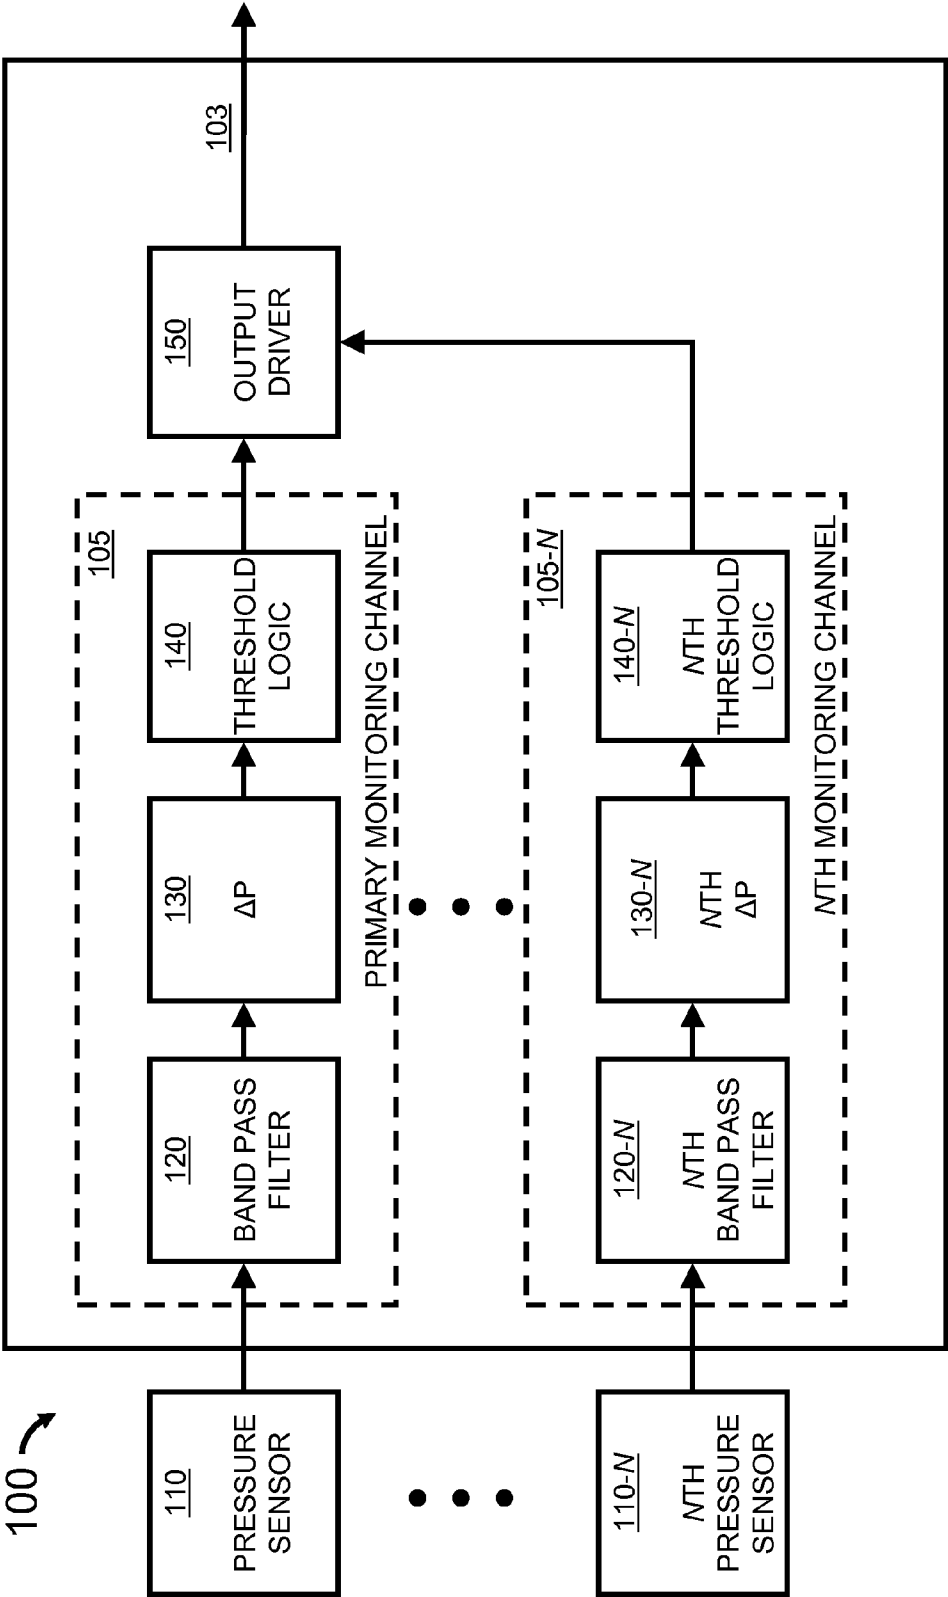 100
110
PRESSURE
SENSOR
120
BAND PASS
FILTER
130
ΔP
140
THRESHOLD
LOGIC
105
PRIMARY MONITORING CHANNEL
150
OUTPUT
DRIVER
103
110-N
NTH
PRESSURE
SENSOR
120-N
NTH
BAND PASS
FILTER
130-N
NTH
ΔP
140-N
NTH
THRESHOLD
LOGIC
105-N
NTH MONITORING CHANNEL